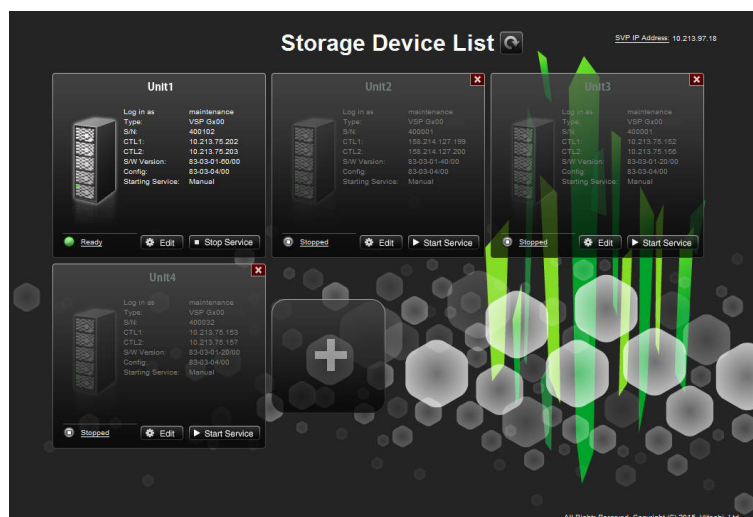 Storage Device List
SVP IP Address: 10.213.97.18
Unit1
Log in as maintenance
Type: VSP Gx00
S/N: 400102
CTL1: 10.213.75.202
CTL2: 10.213.75.203
S/W Version: 83-03-01-60/00
Config: 83-03-04/00
Starting Service: Manual
Ready Edit Stop Service
Unit2
Log in as maintenance
Type: VSP Gx00
S/N: 400001
CTL1: 158.214.127.199
CTL2: 158.214.127.200
S/W Version: 83-03-01-40/00
Config: 83-03-04/00
Starting Service: Manual
Stopped Edit Start Service
Unit3
Log in as maintenance
Type: VSP Gx00
S/N: 400001
CTL1: 10.213.75.152
CTL2: 10.213.75.156
S/W Version: 83-03-01-20/00
Config: 83-03-04/00
Starting Service: Manual
Stopped Edit Start Service
Unit4
Log in as maintenance
Type: VSP Gx00
S/N: 400032
CTL1: 10.213.75.153
CTL2: 10.213.75.157
S/W Version: 83-03-01-20/00
Config: 83-03-04/00
Starting Service: Manual
Stopped Edit Start Service
All Rights Reserved, Copyright (C) 2015, Hitachi, Ltd.